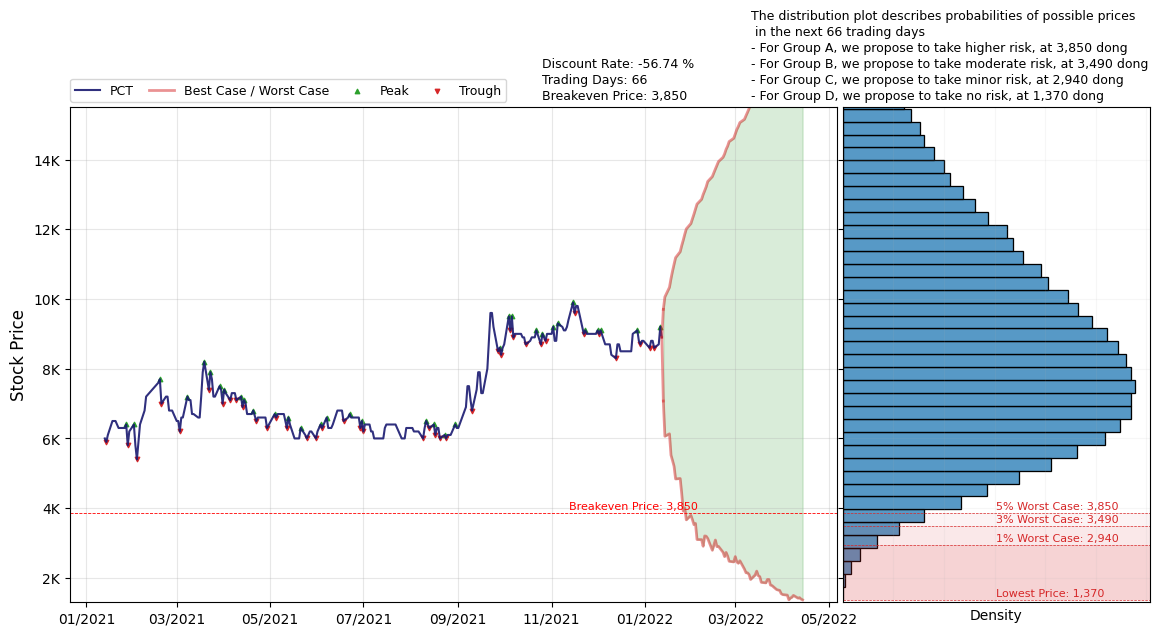 The distribution plot describes probabilities of possible prices
in the next 66 trading days
- For Group A, we propose to take higher risk, at 3,850 dong
- For Group B, we propose to take moderate risk, at 3,490 dong
- For Group C, we propose to take minor risk, at 2,940 dong
- For Group D, we propose to take no risk, at 1,370 dong
Discount Rate: -56.74 %
Trading Days: 66
Breakeven Price: 3,850
PCT
Best Case / Worst Case
Peak
Trough
Stock Price
14K
12K
10K
8K
6K
4K
2K
Breakeven Price: 3,850
5% Worst Case: 3,850
3% Worst Case: 3,490
1% Worst Case: 2,940
Lowest Price: 1,370
01/2021
03/2021
05/2021
07/2021
09/2021
11/2021
01/2022
03/2022
05/2022
Density